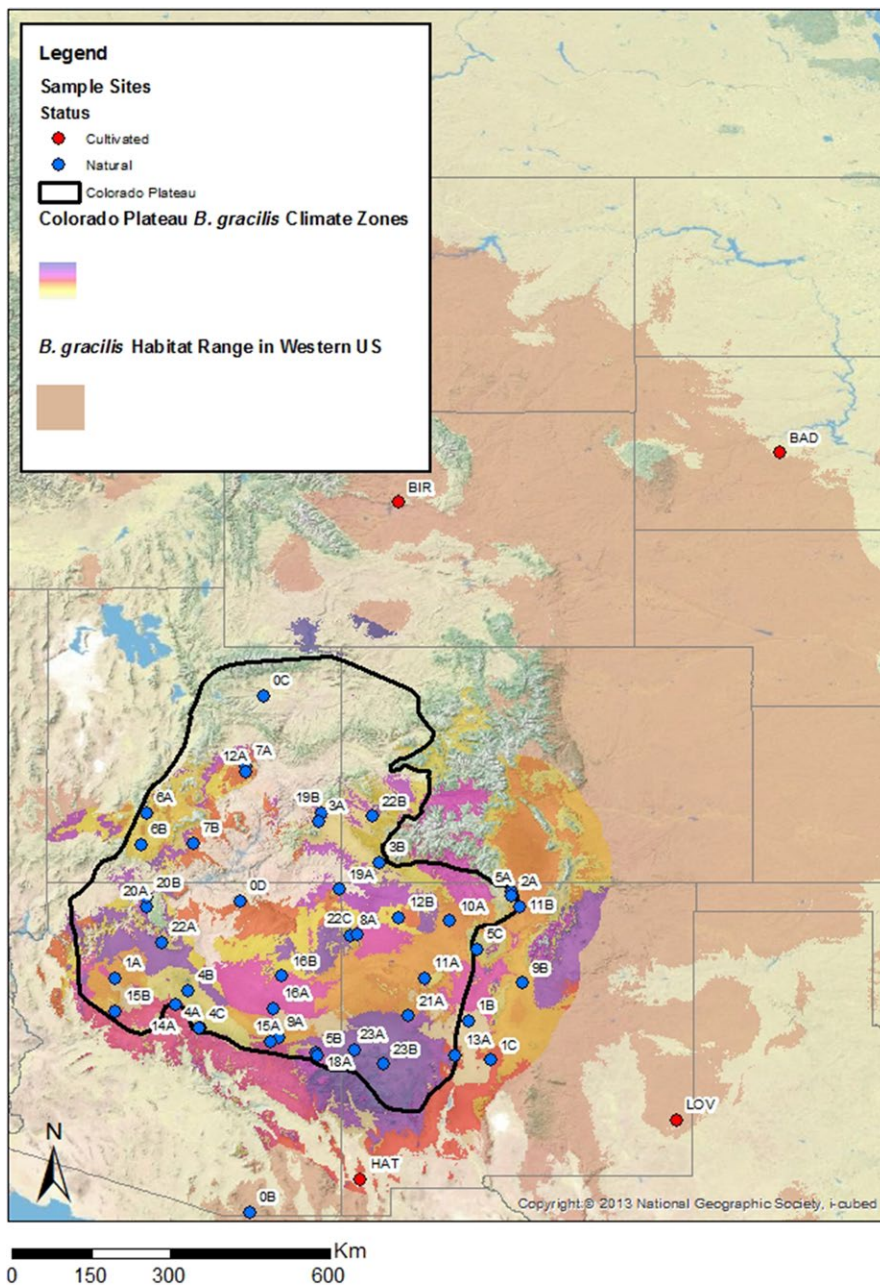 Legend
Sample Sites
Status
Cultivated
Natural
Colorado Plateau
Colorado Plateau B. gracilis Climate Zones
B. gracilis Habitat Range in Western US
BAD
BIR
0C
7A
12A
6A
19B
3A
22B
6B
7B
3B
20B
19A
5A
2A
20A
0D
12B
10A
11B
22C
8A
22A
5C
1A
16B
11A
9B
4B
15B
16A
21A
1B
4A
4C
14A
15A
9A
5B
23A
13A
18A
23B
1C
LOV
HAT
N
0B
Copyright © 2013 National Geographic Society, i-cubed
Km
0 150 300 600